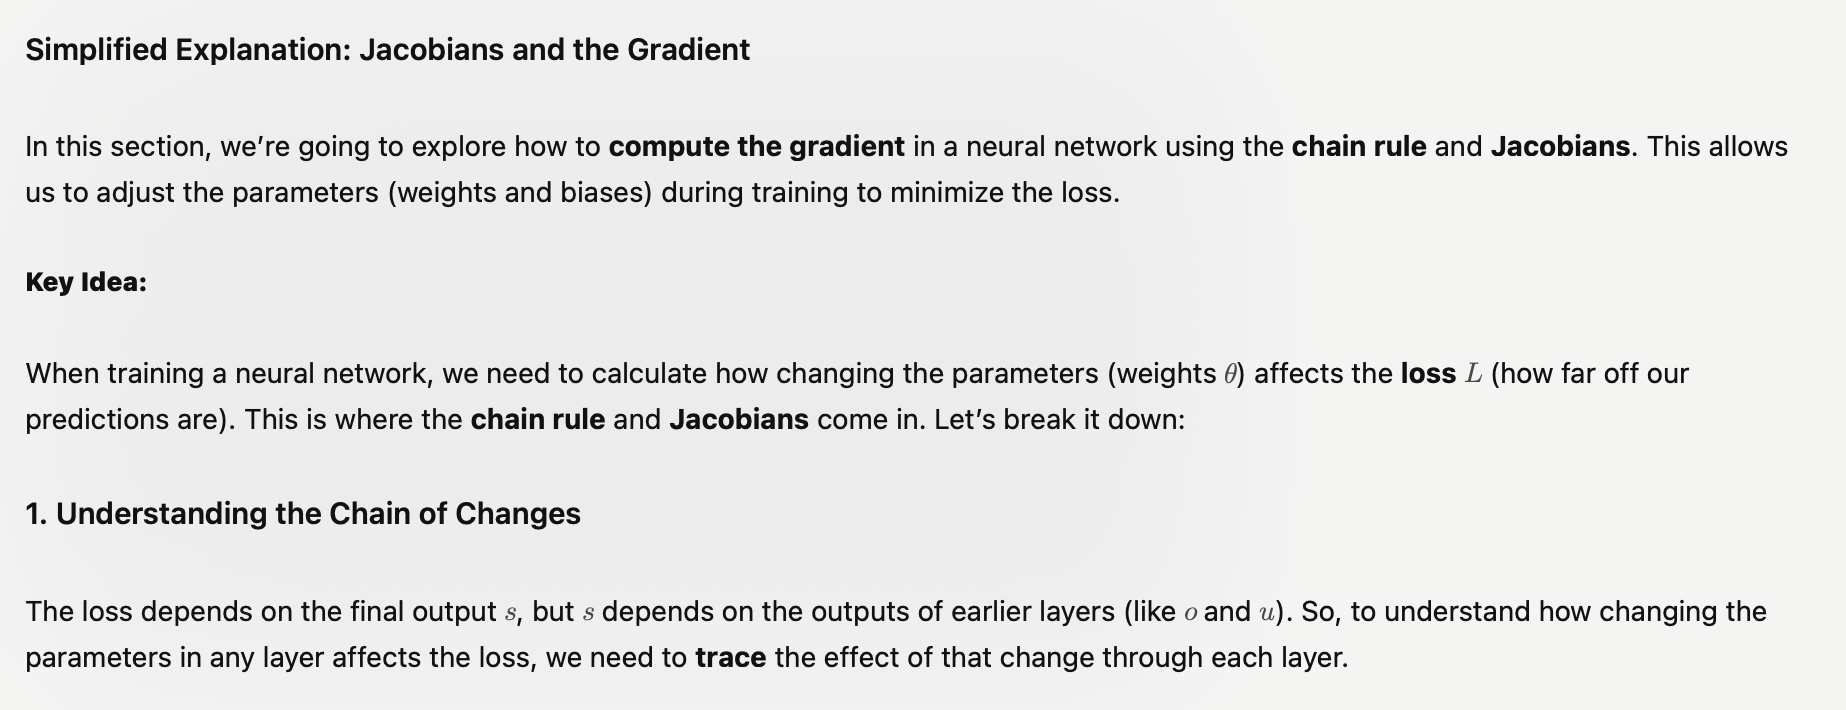 Simplified Explanation: Jacobians and the Gradient
In this section, we’re going to explore how to compute the gradient in a neural network using the chain rule and Jacobians. This allows
us to adjust the parameters (weights and biases) during training to minimize the loss.
Key Idea:
When training a neural network, we need to calculate how changing the parameters (weights θ) affects the loss L (how far off our
predictions are). This is where the chain rule and Jacobians come in. Let’s break it down:
1. Understanding the Chain of Changes
The loss depends on the final output s, but s depends on the outputs of earlier layers (like o and u). So, to understand how changing the
parameters in any layer affects the loss, we need to trace the effect of that change through each layer.